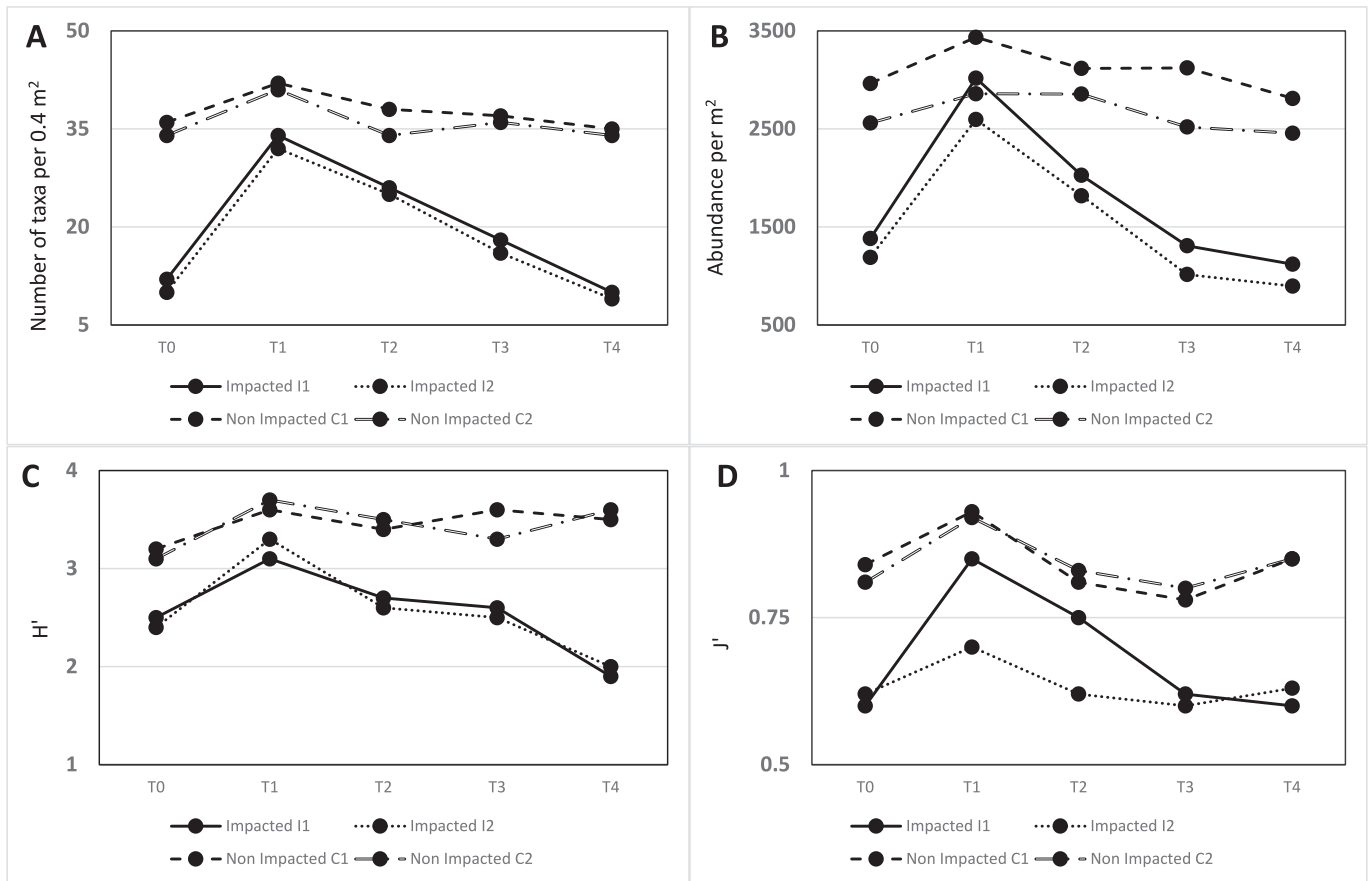 A
50
35
20
5
Number of taxa per 0.4 m²
T0 T1 T2 T3 T4
Impacted I1 Impacted I2
Non Impacted C1 Non Impacted C2
B
3500
2500
1500
500
Abundance per m²
T0 T1 T2 T3 T4
Impacted I1 Impacted I2
Non Impacted C1 Non Impacted C2
C
4
3
2
1
H'
T0 T1 T2 T3 T4
Impacted I1 Impacted I2
Non Impacted C1 Non Impacted C2
D
1
0.75
0.5
J'
T0 T1 T2 T3 T4
Impacted I1 Impacted I2
Non Impacted C1 Non Impacted C2